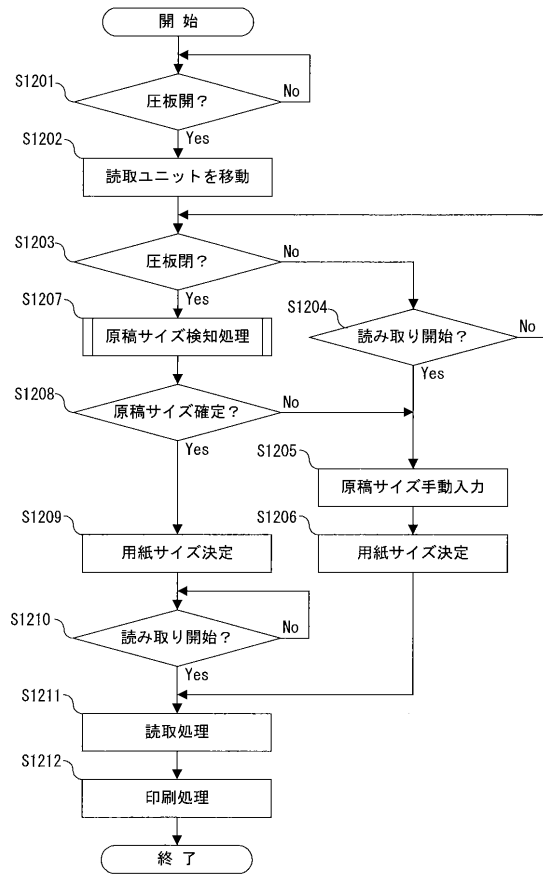 開 始
S1201
圧板開？
No
Yes
S1202
読取ユニットを移動
S1203
圧板閉？
No
Yes
S1207
原稿サイズ検知処理
S1204
読み取り開始？
No
Yes
S1208
原稿サイズ確定？
No
Yes
S1205
原稿サイズ手動入力
S1209
用紙サイズ決定
S1206
用紙サイズ決定
S1210
読み取り開始？
No
Yes
S1211
読取処理
S1212
印刷処理
終 了